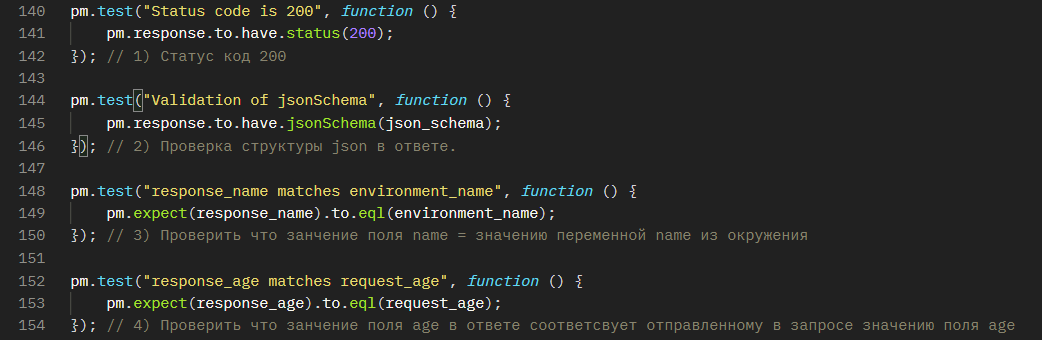 140 pm.test("Status code is 200", function () {
141 pm.response.to.have.status(200);
142 }); // 1) Статус код 200
143
144 pm.test("Validation of jsonSchema", function () {
145 pm.response.to.have.jsonSchema(json_schema);
146 }); // 2) Проверка структуры json в ответе.
147
148 pm.test("response_name matches environment_name", function () {
149 pm.expect(response_name).to.eql(environment_name);
150 }); // 3) Проверить что занчение поля name = значению переменной name из окружения
151
152 pm.test("response_age matches request_age", function () {
153 pm.expect(response_age).to.eql(request_age);
154 }); // 4) Проверить что занчение поля age в ответе соответсвует отправленному в запросе значению поля age